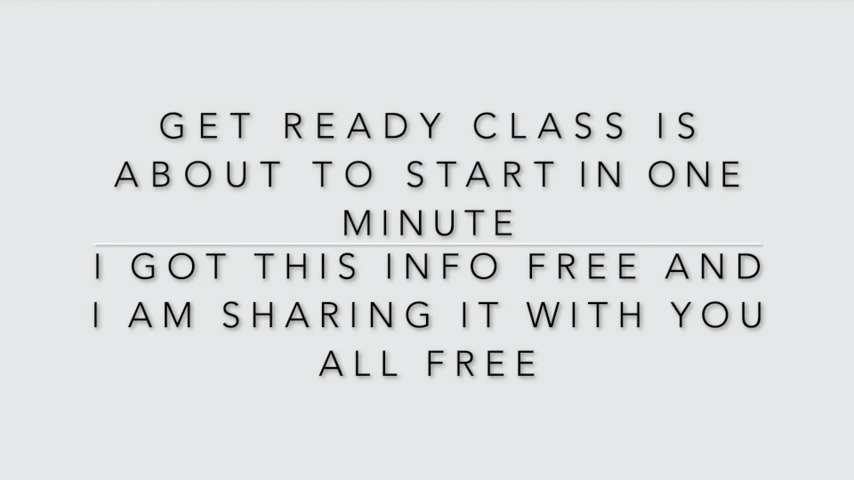 GET READY CLASS IS
ABOUT TO START IN ONE
MINUTE
I GOT THIS INFO FREE AND
I AM SHARING IT WITH YOU
ALL FREE